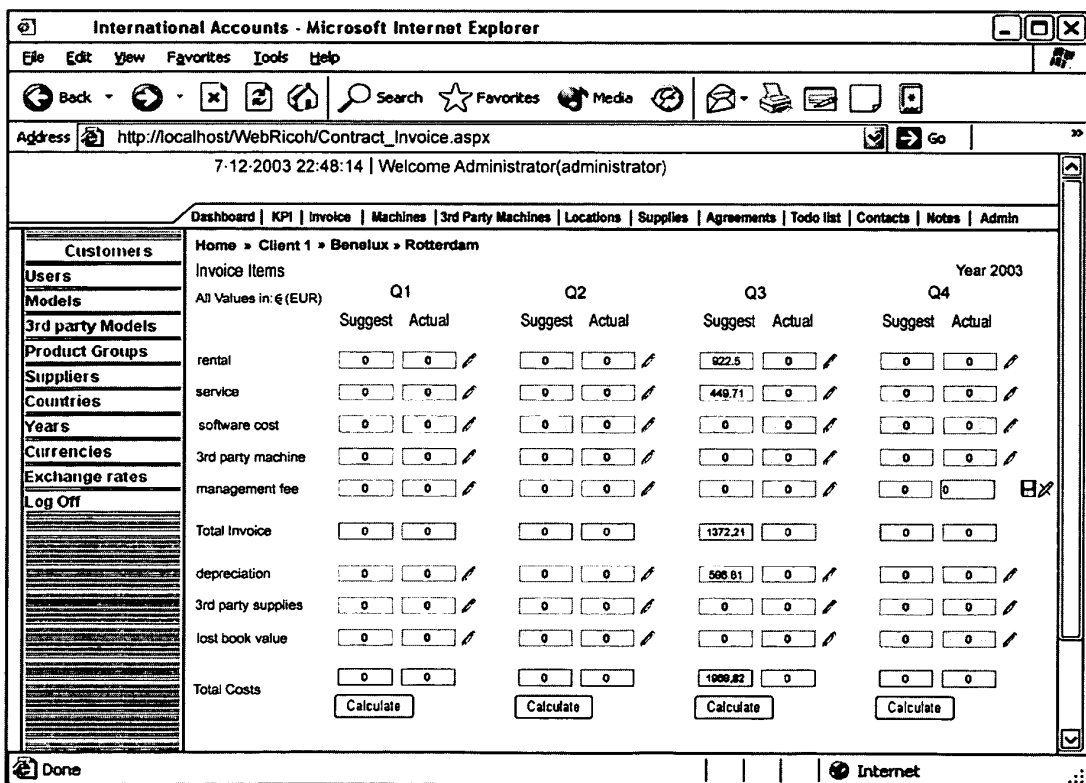 International Accounts - Microsoft Internet Explorer
File Edit View Favorites Tools Help
Back Search Favorites Media
Address http://localhost/WebRicoh/Contract_Invoice.aspx Go »
7-12-2003 22:48:14 | Welcome Administrator(administrator)
Dashboard | KPI | Invoice | Machines | 3rd Party Machines | Locations | Supplies | Agreements | Todo list | Contacts | Notes | Admin
Customers
Users
Models
3rd party Models
Product Groups
Suppliers
Countries
Years
Currencies
Exchange rates
Log Off
Home » Client 1 » Benelux » Rotterdam
Invoice Items Year 2003
All Values in: € (EUR) Q1 Q2 Q3 Q4
Suggest Actual Suggest Actual Suggest Actual Suggest Actual
rental 0 0 0 0 922.5 0 0 0
service 0 0 0 0 449.71 0 0 0
software cost 0 0 0 0 0 0 0 0
3rd party machine 0 0 0 0 0 0 0 0
management fee 0 0 0 0 0 0 0 0
Total Invoice 0 0 0 0 1372,21 0 0 0
depreciation 0 0 0 0 596.81 0 0 0
3rd party supplies 0 0 0 0 0 0 0 0
lost book value 0 0 0 0 0 0 0 0
Total Costs 0 0 0 0 0 0 0
Calculate Calculate Calculate Calculate
Done Internet